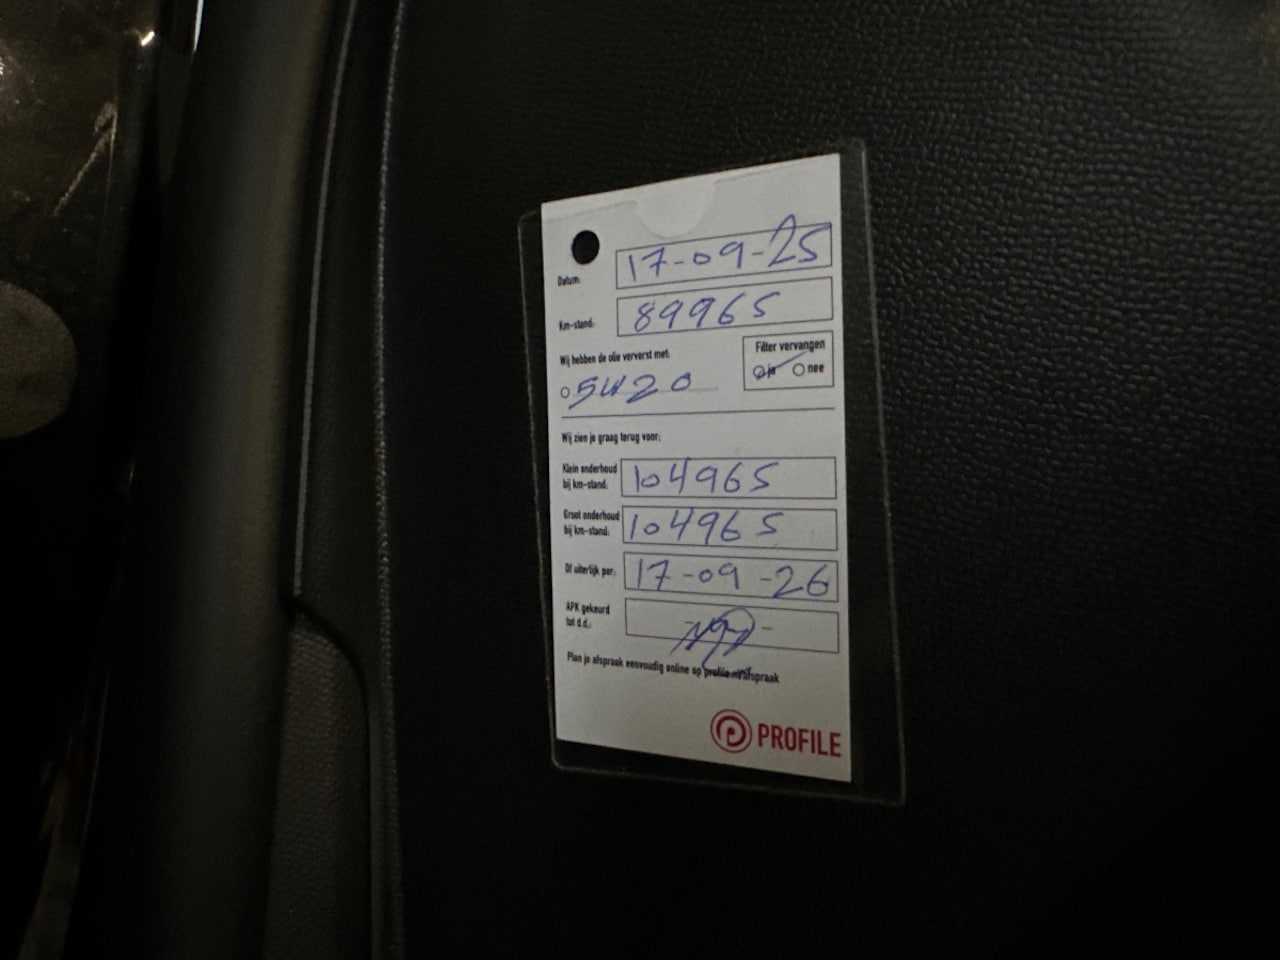 Datum: 17-09-25
Km-stand: 89965
Wij hebben de olie ververst met: Filter vervangen
5W20 ja nee
Wij zien je graag terug voor:
Klein onderhoud
bij km-stand: 104965
Groot onderhoud
bij km-stand: 104965
Of uiterlijk per: 17-09-26
APK gekeurd
tot d.d.:
Plan je afspraak eenvoudig online op profile.nl/afspraak
PROFILE